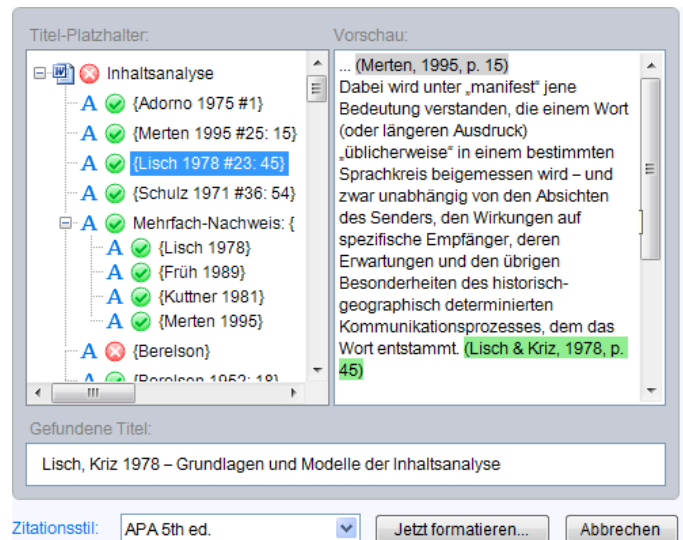 Titel-Platzhalter:
Inhaltsanalyse
A {Adorno 1975 #1}
A {Merten 1995 #25: 15}
A {Lisch 1978 #23: 45}
A {Schulz 1971 #36: 54}
A Mehrfach-Nachweis: {
A {Lisch 1978}
A {Früh 1989}
A {Kuttner 1981}
A {Merten 1995}
A {Berelson}
A {Berelson 1952: 18}
Vorschau:
... (Merten, 1995, p. 15)
Dabei wird unter „manifest“ jene
Bedeutung verstanden, die einem Wort
(oder längeren Ausdruck)
„üblicherweise“ in einem bestimmten
Sprachkreis beigemessen wird – und
zwar unabhängig von den Absichten
des Senders, den Wirkungen auf
spezifische Empfänger, deren
Erwartungen und den übrigen
Besonderheiten des historisch-
geographisch determinierten
Kommunikationsprozesses, dem das
Wort entstammt. (Lisch & Kriz, 1978, p.
45)
Gefundene Titel:
Lisch, Kriz 1978 – Grundlagen und Modelle der Inhaltsanalyse
Zitationsstil: APA 5th ed. Jetzt formatieren... Abbrechen